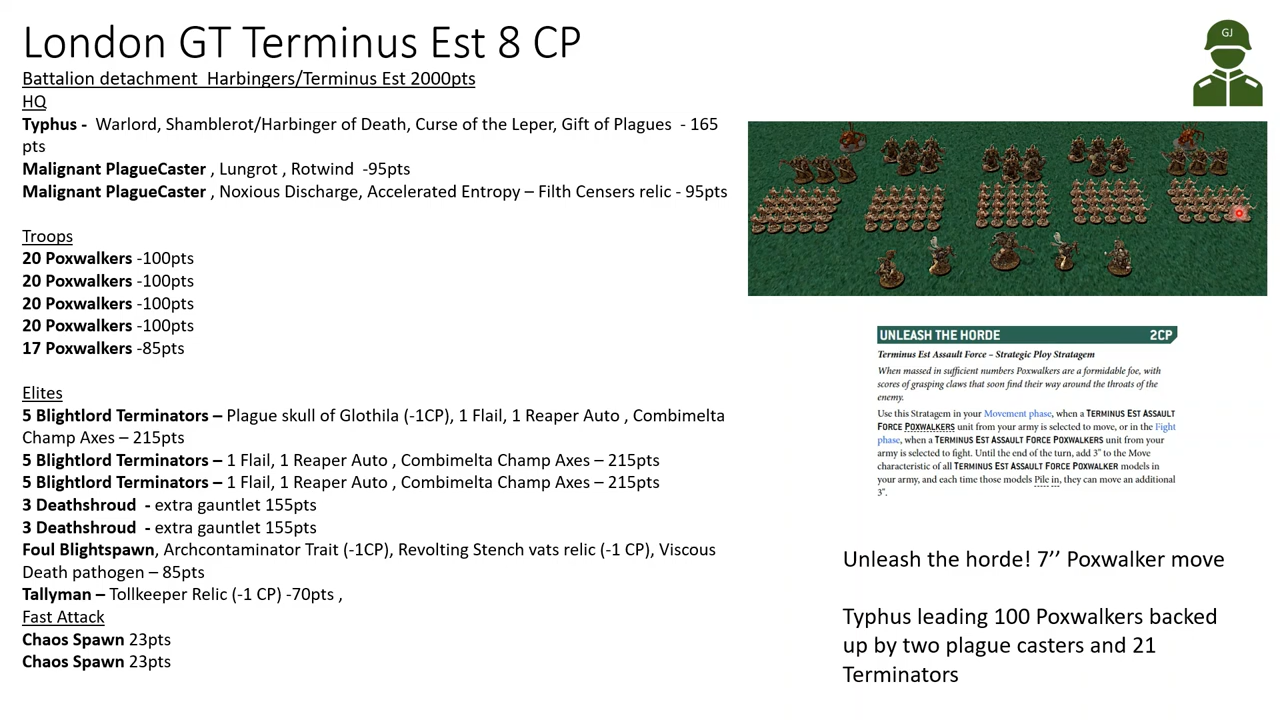 London GT Terminus Est 8 CP
GJ
Battalion detachment Harbingers/Terminus Est 2000pts
HQ
Typhus - Warlord, Shamblerot/Harbinger of Death, Curse of the Leper, Gift of Plagues - 165
pts
Malignant PlagueCaster , Lungrot , Rotwind -95pts
Malignant PlagueCaster , Noxious Discharge, Accelerated Entropy – Filth Censers relic - 95pts
Troops
20 Poxwalkers -100pts
20 Poxwalkers -100pts
20 Poxwalkers -100pts
20 Poxwalkers -100pts
17 Poxwalkers -85pts
Elites
5 Blightlord Terminators – Plague skull of Glothila (-1CP), 1 Flail, 1 Reaper Auto , Combimelta
Champ Axes – 215pts
5 Blightlord Terminators – 1 Flail, 1 Reaper Auto , Combimelta Champ Axes – 215pts
5 Blightlord Terminators – 1 Flail, 1 Reaper Auto , Combimelta Champ Axes – 215pts
3 Deathshroud - extra gauntlet 155pts
3 Deathshroud - extra gauntlet 155pts
Foul Blightspawn, Archcontaminator Trait (-1CP), Revolting Stench vats relic (-1 CP), Viscous
Death pathogen – 85pts
Tallyman – Tollkeeper Relic (-1 CP) -70pts ,
Fast Attack
Chaos Spawn 23pts
Chaos Spawn 23pts
UNLEASH THE HORDE 2CP
Terminus Est Assault Force – Strategic Ploy Stratagem
When massed in sufficient numbers Poxwalkers are a formidable foe, with
scores of grasping claws that soon find their way around the throats of the
enemy.
Use this Stratagem in your Movement phase, when a TERMINUS EST ASSAULT
FORCE POXWALKERS unit from your army is selected to move, or in the Fight
phase, when a TERMINUS EST ASSAULT FORCE POXWALKERS unit from your
army is selected to fight. Until the end of the turn, add 3" to the Move
characteristic of all TERMINUS EST ASSAULT FORCE POXWALKER models in
your army, and each time those models Pile in, they can move an additional
3".
Unleash the horde! 7’’ Poxwalker move
Typhus leading 100 Poxwalkers backed
up by two plague casters and 21
Terminators